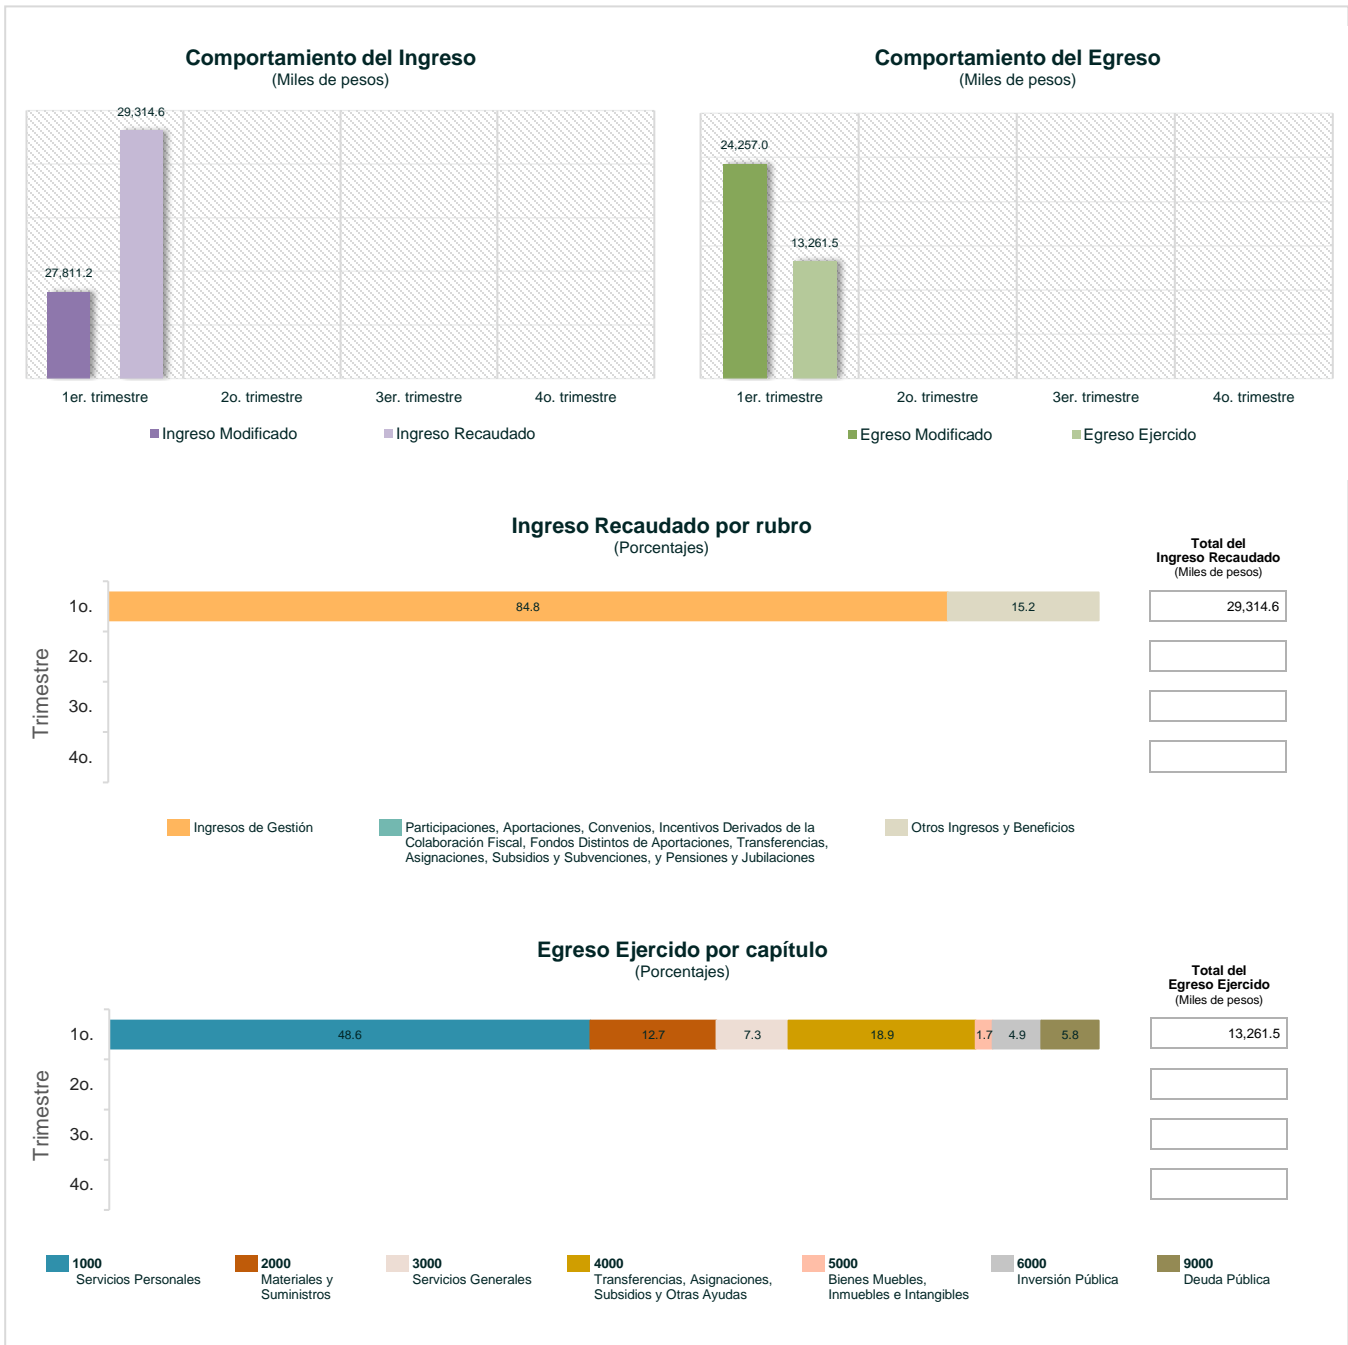 Comportamiento del Ingreso
(Miles de pesos)
29,314.6
27,811.2
1er. trimestre
2o. trimestre
3er. trimestre
4o. trimestre
Ingreso Modificado
Ingreso Recaudado
Comportamiento del Egreso
(Miles de pesos)
24,257.0
13,261.5
1er. trimestre
2o. trimestre
3er. trimestre
4o. trimestre
Egreso Modificado
Egreso Ejercido
Ingreso Recaudado por rubro
(Porcentajes)
Total del
Ingreso Recaudado
(Miles de pesos)
Trimestre
1o.
84.8
15.2
29,314.6
2o.
3o.
4o.
Ingresos de Gestión
Participaciones, Aportaciones, Convenios, Incentivos Derivados de la
Colaboración Fiscal, Fondos Distintos de Aportaciones, Transferencias,
Asignaciones, Subsidios y Subvenciones, y Pensiones y Jubilaciones
Otros Ingresos y Beneficios
Egreso Ejercido por capítulo
(Porcentajes)
Total del
Egreso Ejercido
(Miles de pesos)
Trimestre
1o.
48.6
12.7
7.3
18.9
1.7
4.9
5.8
13,261.5
2o.
3o.
4o.
1000
Servicios Personales
2000
Materiales y
Suministros
3000
Servicios Generales
4000
Transferencias, Asignaciones,
Subsidios y Otras Ayudas
5000
Bienes Muebles,
Inmuebles e Intangibles
6000
Inversión Pública
9000
Deuda Pública